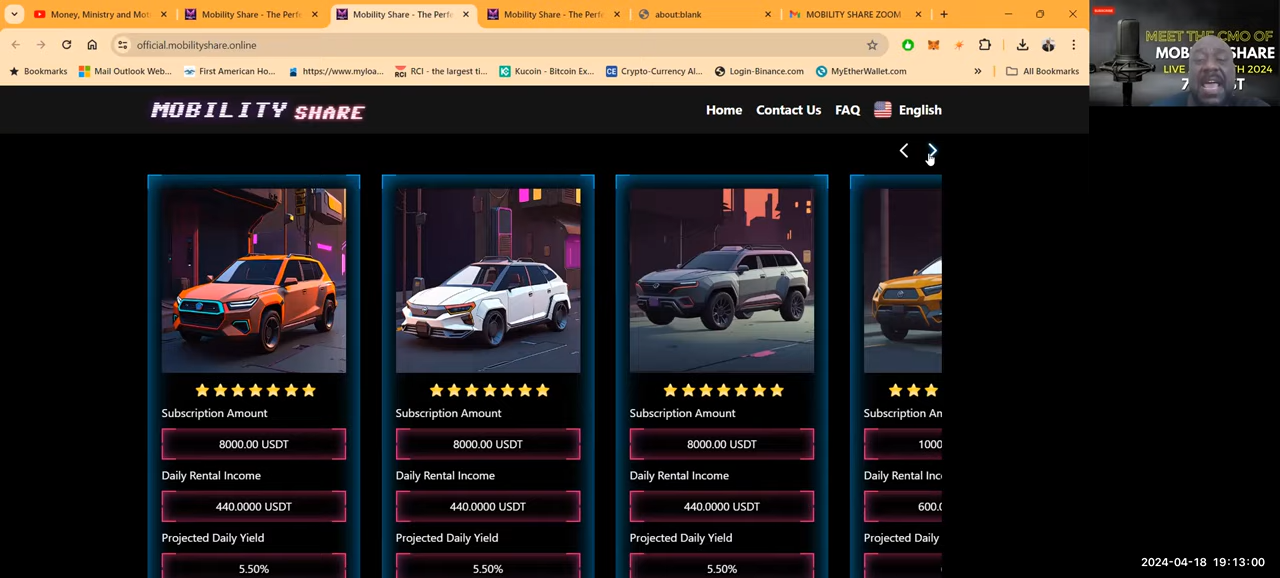 Money, Ministry and Mot
Mobility Share - The Perfe
Mobility Share - The Perfe
Mobility Share - The Perfe
about:blank
MOBILITY SHARE ZOOM
official.mobilityshare.online
Bookmarks
Mail Outlook Web...
First American Ho...
https://www.myloa...
RCI - the largest ti...
Kucoin - Bitcoin Ex...
Crypto-Currency Al...
Login-Binance.com
MyEtherWallet.com
All Bookmarks
MEET THE CMO OF
MOBILITY SHARE
2024
MOBILITY SHARE
Home
Contact Us
FAQ
English
Subscription Amount
8000.00 USDT
Daily Rental Income
440.0000 USDT
Projected Daily Yield
5.50%
Subscription Amount
8000.00 USDT
Daily Rental Income
440.0000 USDT
Projected Daily Yield
5.50%
Subscription Amount
8000.00 USDT
Daily Rental Income
440.0000 USDT
Projected Daily Yield
5.50%
Subscription An
1000
Daily Rental Inc
600.0
Projected Daily
2024-04-18 19:13:00